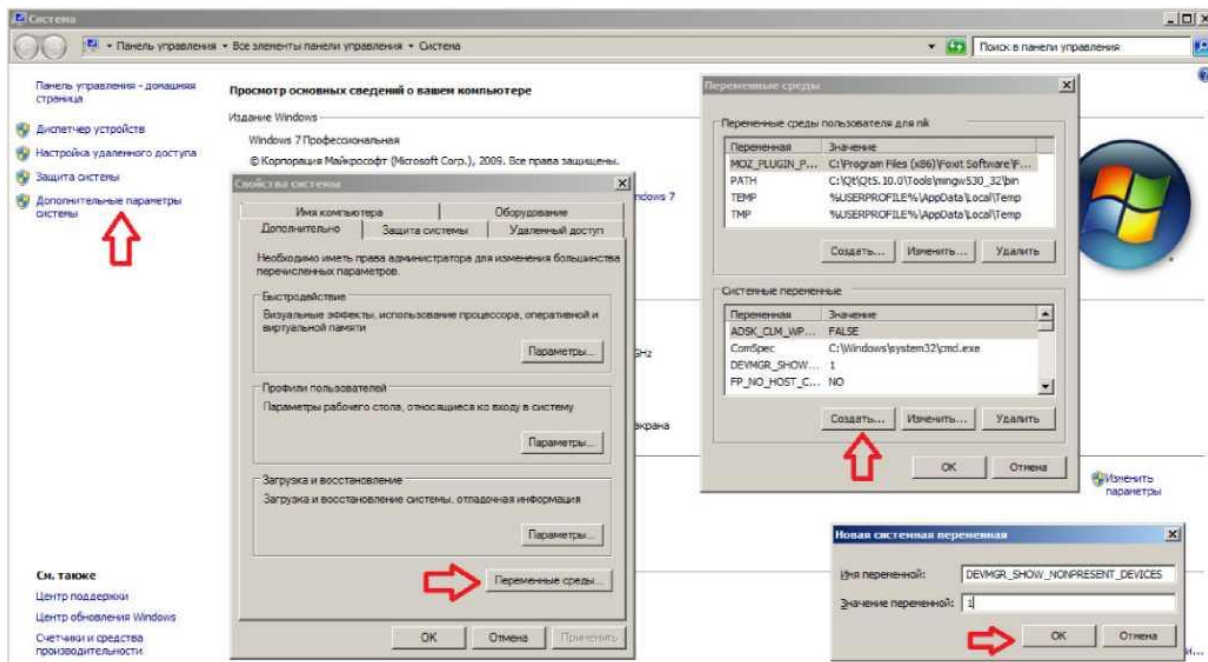 Система
Панель управления ▾ Все элементы панели управления ▾ Система
Поиск в панели управления
Панель управления - домашняя
страница
Диспетчер устройств
Настройка удаленного доступа
Защита системы
Дополнительные параметры
системы
См. также
Центр поддержки
Центр обновления Windows
Счетчики и средства
производительности
Просмотр основных сведений о вашем компьютере
Издание Windows
Windows 7 Профессиональная
© Корпорация Майкрософт (Microsoft Corp.), 2009. Все права защищены.
ndows 7
GHz
экрана
Изменить
параметры
Свойства системы
Имя компьютера
Оборудование
Дополнительно
Защита системы
Удаленный доступ
Необходимо иметь права администратора для изменения большинства
перечисленных параметров.
Быстродействие
Визуальные эффекты, использование процессора, оперативной и
виртуальной памяти
Параметры...
Профили пользователей
Параметры рабочего стола, относящиеся ко входу в систему
Параметры...
Загрузка и восстановление
Загрузка и восстановление системы, отладочная информация
Параметры...
Переменные среды...
OK Отмена Применить
Переменные среды
Переменные среды пользователя для nik
Переменная Значение
MOZ_PLUGIN_P... C:\Program Files (x86)\Foxit Software\F...
PATH C:\Qt\Qt5.10.0\Tools\mingw530_32\bin
TEMP %USERPROFILE%\AppData\Local\Temp
TMP %USERPROFILE%\AppData\Local\Temp
Создать... Изменить... Удалить
Системные переменные
Переменная Значение
ADSK_CLM_WP... FALSE
ComSpec C:\Windows\system32\cmd.exe
DEVMGR_SHOW... 1
FP_NO_HOST_C... NO
Создать... Изменить... Удалить
OK Отмена
Новая системная переменная
Имя переменной: DEVMGR_SHOW_NONPRESENT_DEVICES
Значение переменной: 1
OK Отмена